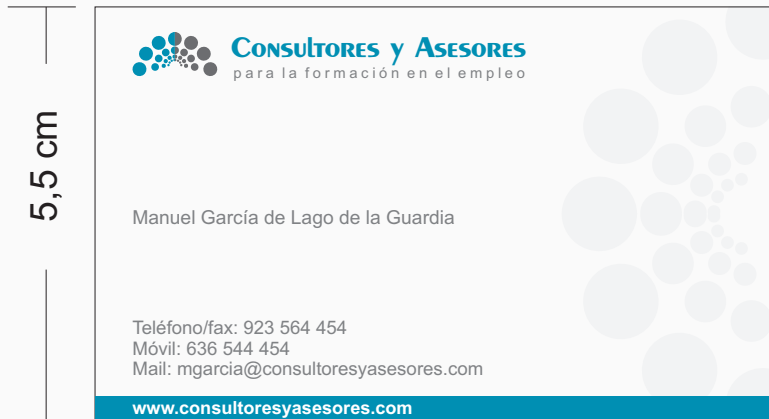 5,5 cm
Consultores y Asesores
para la formación en el empleo
Manuel García de Lago de la Guardia
Teléfono/fax: 923 564 454
Móvil: 636 544 454
Mail: mgarcia@consultoresyasesores.com
www.consultoresyasesores.com